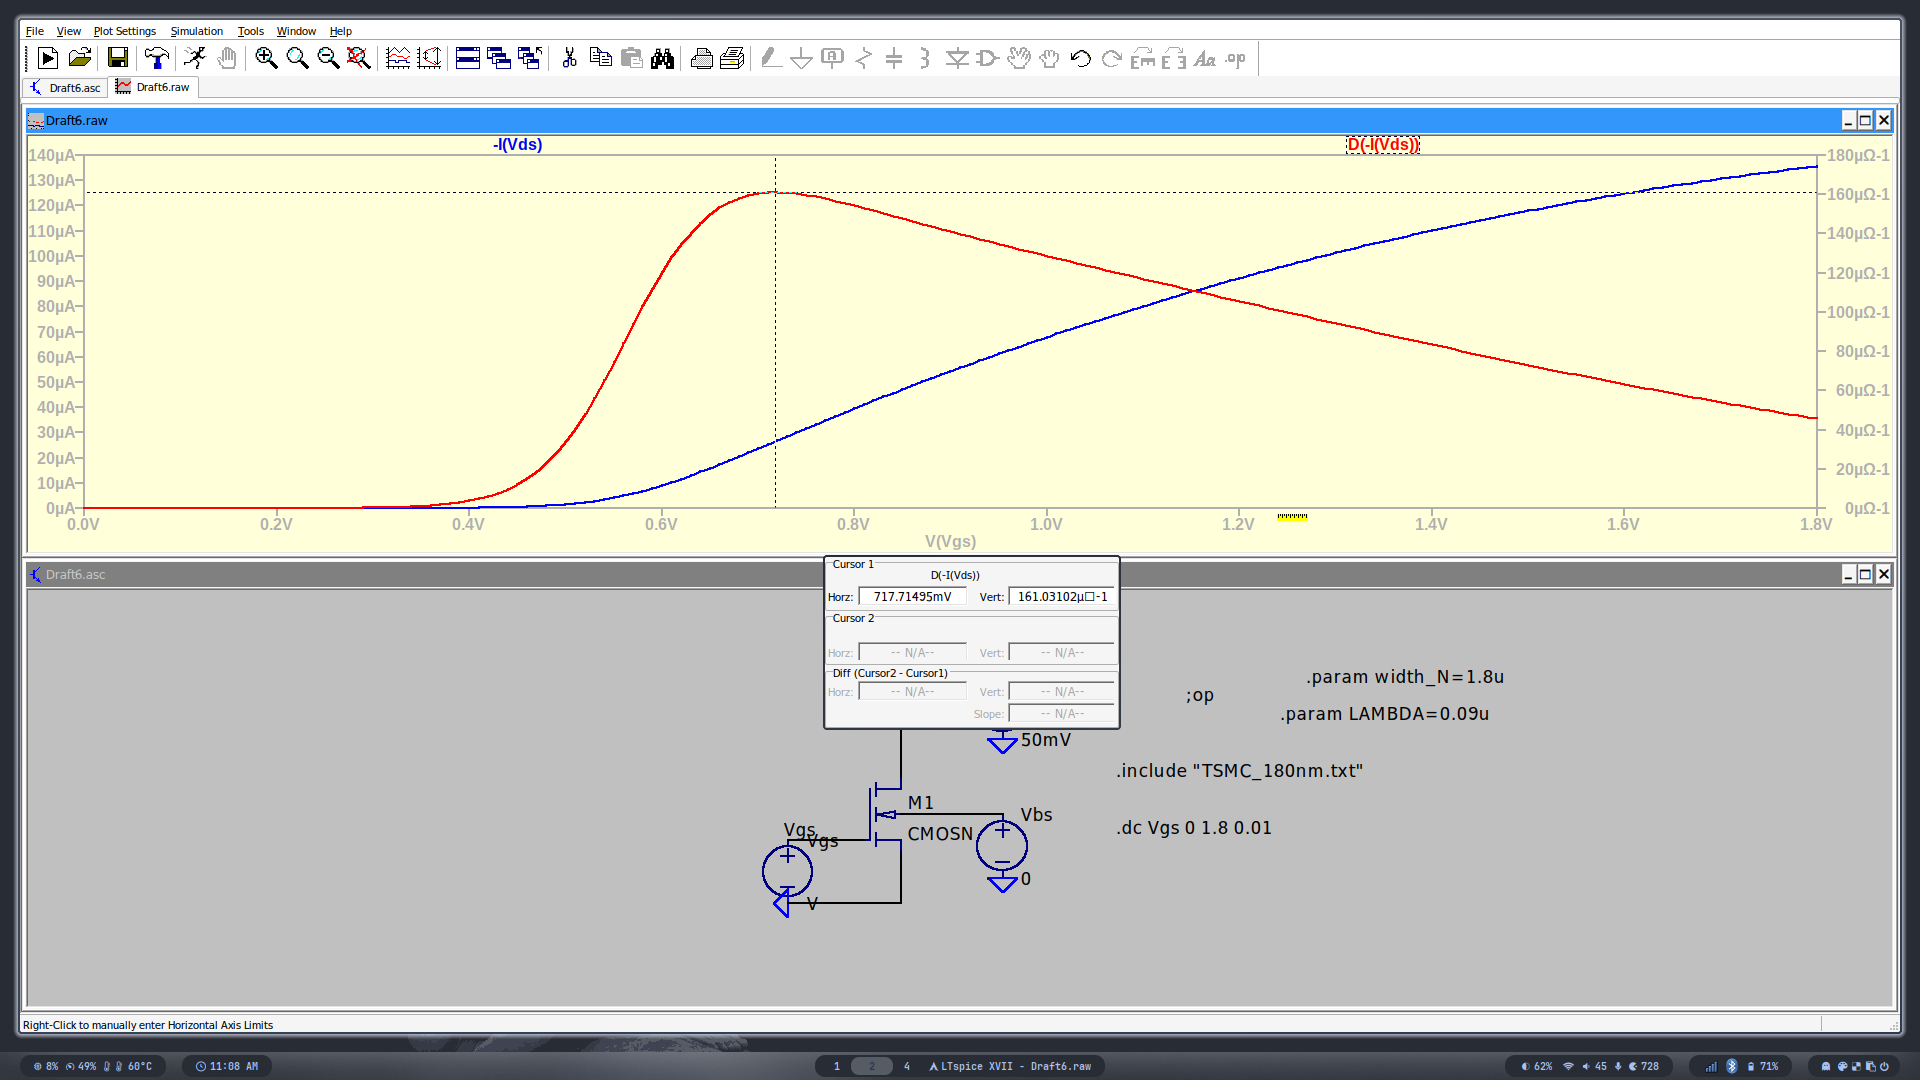 File View Plot Settings Simulation Tools Window Help
Draft6.asc Draft6.raw
Draft6.raw
-I(Vds) D(-I(Vds))
140µA 180µΩ-1
130µA
120µA 160µΩ-1
110µA 140µΩ-1
100µA
90µA 120µΩ-1
80µA 100µΩ-1
70µA
60µA 80µΩ-1
50µA 60µΩ-1
40µA
30µA 40µΩ-1
20µA 20µΩ-1
10µA
0µA 0µΩ-1
0.0V 0.2V 0.4V 0.6V 0.8V 1.0V 1.2V 1.4V 1.6V 1.8V
V(Vgs)
Draft6.asc
Cursor 1
D(-I(Vds))
Horz: 717.71495mV Vert: 161.03102µ□-1
Cursor 2
Horz: -- N/A-- Vert: -- N/A--
Diff (Cursor2 - Cursor1)
Horz: -- N/A-- Vert: -- N/A--
Slope: -- N/A--
.param width_N=1.8u
;op
.param LAMBDA=0.09u
50mV
.include "TSMC_180nm.txt"
M1
Vbs
Vgs
Vgs
CMOSN
.dc Vgs 0 1.8 0.01
0
V
Right-Click to manually enter Horizontal Axis Limits
8% 49% 60°C 11:08 AM 1 2 4 LTspice XVII - Draft6.raw 62% 45 728 71%